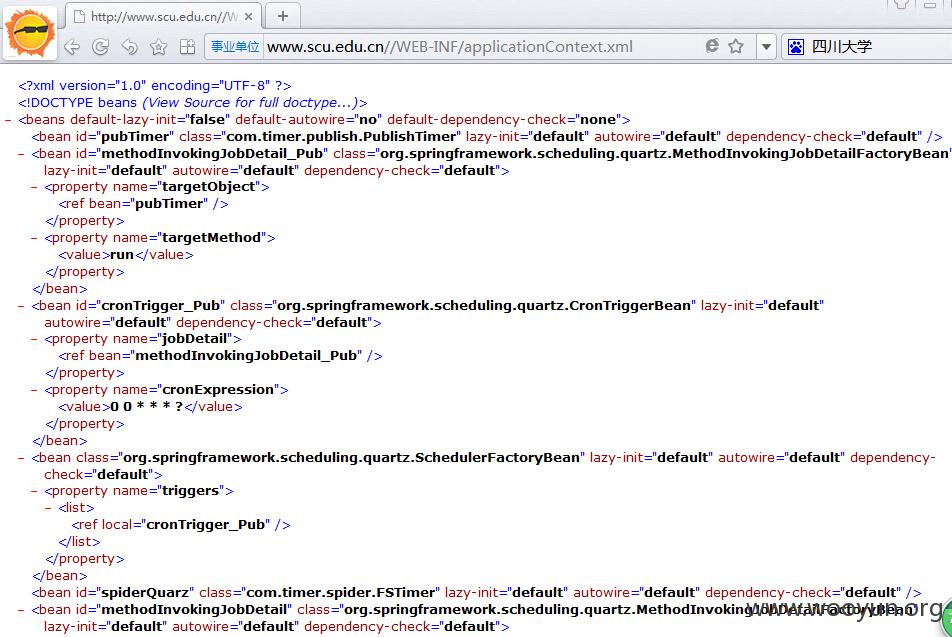 http://www.scu.edu.cn//W
事业单位 www.scu.edu.cn//WEB-INF/applicationContext.xml 四川大学
<?xml version="1.0" encoding="UTF-8" ?>
<!DOCTYPE beans (View Source for full doctype...)>
- <beans default-lazy-init="false" default-autowire="no" default-dependency-check="none">
<bean id="pubTimer" class="com.timer.publish.PublishTimer" lazy-init="default" autowire="default" dependency-check="default" />
- <bean id="methodInvokingJobDetail_Pub" class="org.springframework.scheduling.quartz.MethodInvokingJobDetailFactoryBean"
lazy-init="default" autowire="default" dependency-check="default">
- <property name="targetObject">
<ref bean="pubTimer" />
</property>
- <property name="targetMethod">
<value>run</value>
</property>
</bean>
- <bean id="cronTrigger_Pub" class="org.springframework.scheduling.quartz.CronTriggerBean" lazy-init="default"
autowire="default" dependency-check="default">
- <property name="jobDetail">
<ref bean="methodInvokingJobDetail_Pub" />
</property>
- <property name="cronExpression">
<value>0 0 * * * ?</value>
</property>
</bean>
- <bean class="org.springframework.scheduling.quartz.SchedulerFactoryBean" lazy-init="default" autowire="default" dependency-
check="default">
- <property name="triggers">
- <list>
<ref local="cronTrigger_Pub" />
</list>
</property>
</bean>
<bean id="spiderQuarz" class="com.timer.spider.FSTimer" lazy-init="default" autowire="default" dependency-check="default" />
- <bean id="methodInvokingJobDetail" class="org.springframework.scheduling.quartz.MethodInvokingJobDetailFactoryBean"
lazy-init="default" autowire="default" dependency-check="default">
www.wooyun.org